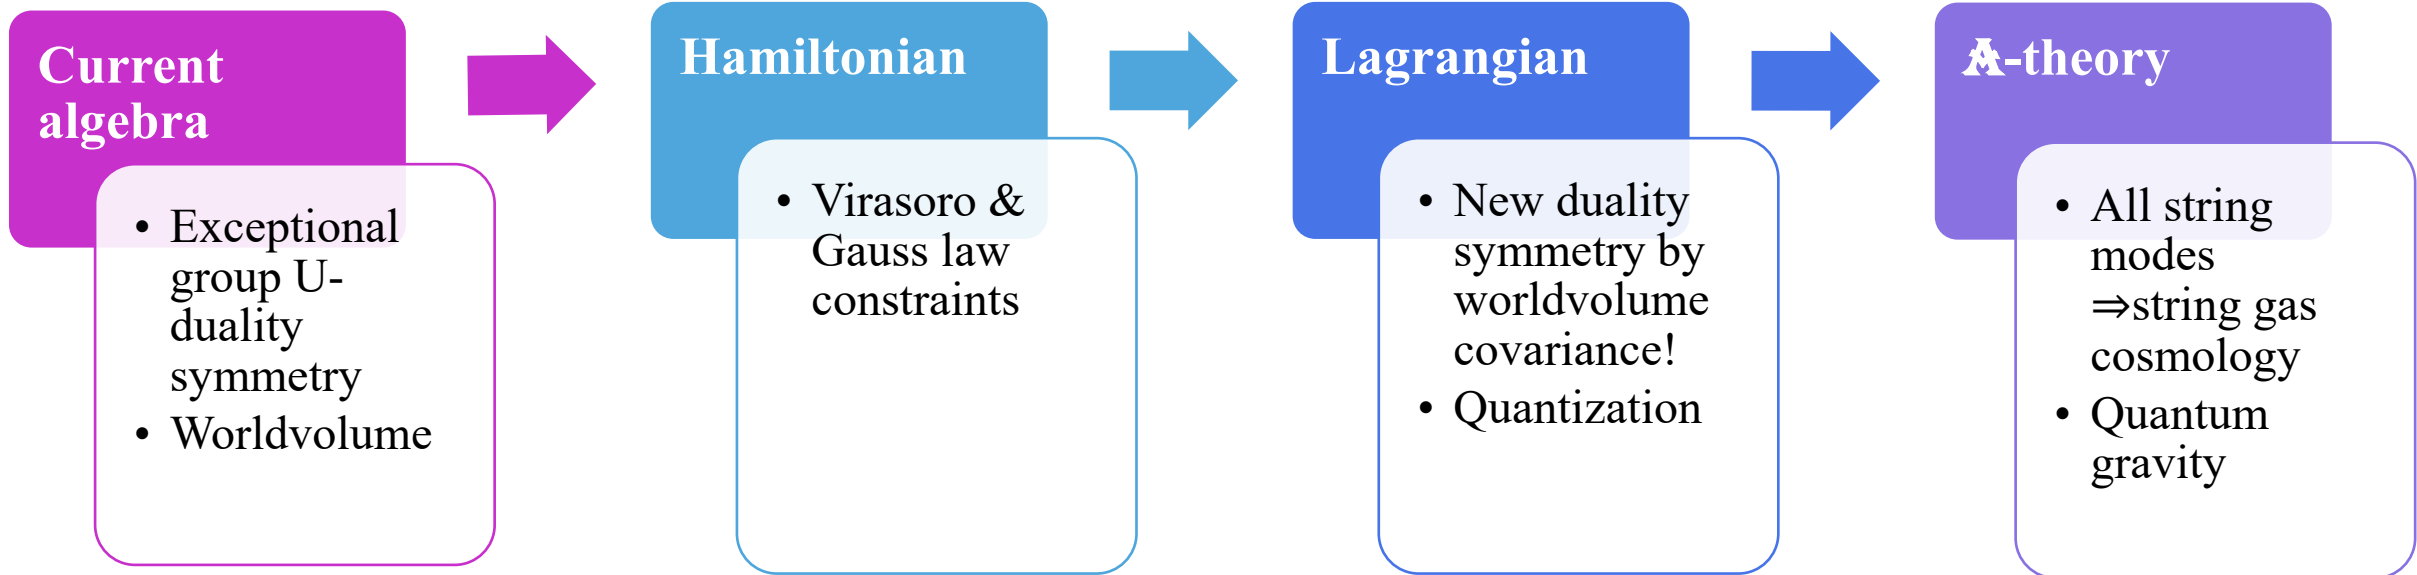 Current
algebra
• Exceptional
group U-
duality
symmetry
• Worldvolume
Hamiltonian
• Virasoro &
Gauss law
constraints
Lagrangian
• New duality
symmetry by
worldvolume
covariance!
• Quantization
A-theory
• All string
modes
⇒string gas
cosmology
• Quantum
gravity